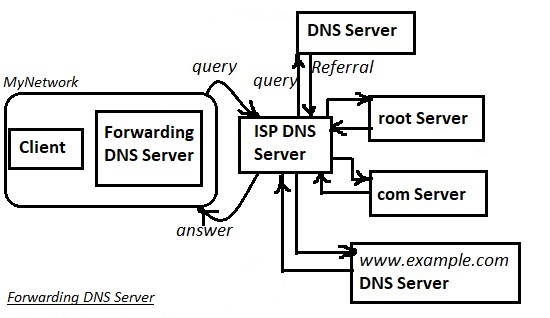 DNS Server
query
query
Referral
MyNetwork
Client
Forwarding
DNS Server
ISP DNS
Server
root Server
com Server
answer
www.example.com
DNS Server
Forwarding DNS Server